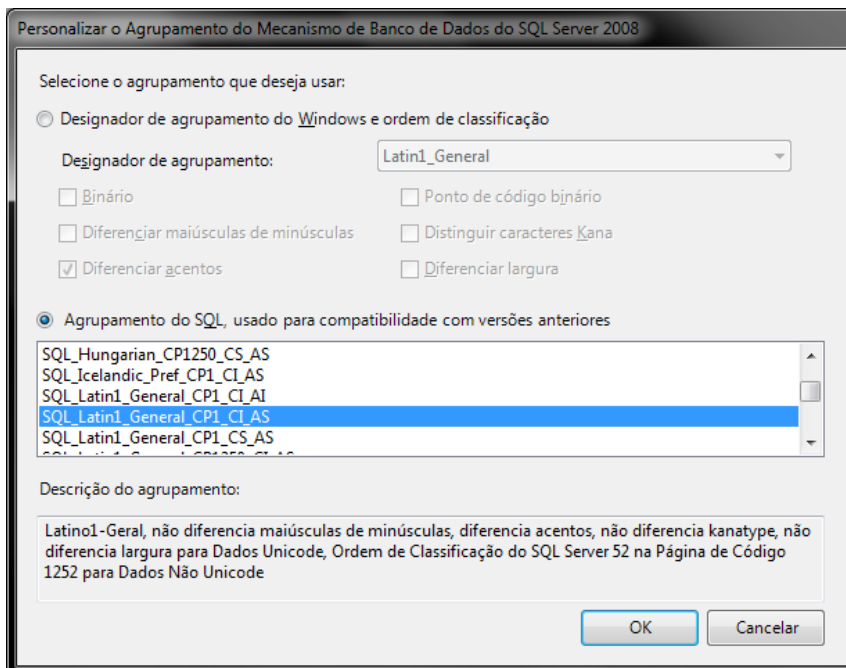 Personalizar o Agrupamento do Mecanismo de Banco de Dados do SQL Server 2008
Selecione o agrupamento que deseja usar:
Designador de agrupamento do Windows e ordem de classificação
Designador de agrupamento:
Latin1_General
Binário
Ponto de código binário
Diferenciar maiúsculas de minúsculas
Distinguir caracteres Kana
Diferenciar acentos
Diferenciar largura
Agrupamento do SQL, usado para compatibilidade com versões anteriores
SQL_Hungarian_CP1250_CS_AS
SQL_Icelandic_Pref_CP1_CI_AS
SQL_Latin1_General_CP1_CI_AI
SQL_Latin1_General_CP1_CI_AS
SQL_Latin1_General_CP1_CS_AS
Descrição do agrupamento:
Latino1-Geral, não diferencia maiúsculas de minúsculas, diferencia acentos, não diferencia kanatype, não
diferencia largura para Dados Unicode, Ordem de Classificação do SQL Server 52 na Página de Código
1252 para Dados Não Unicode
OK
Cancelar